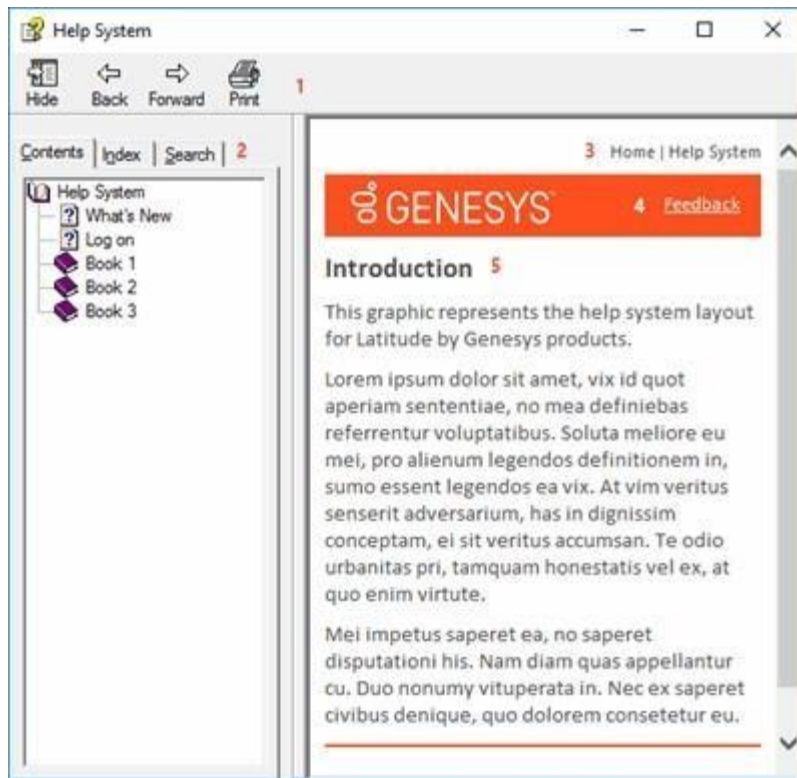 Help System
Hide Back Forward Print 1
Contents Index Search 2
Help System
What's New
Log on
Book 1
Book 2
Book 3
3 Home | Help System
GENESYS 4 Feedback
Introduction 5
This graphic represents the help system layout
for Latitude by Genesys products.
Lorem ipsum dolor sit amet, vix id quot
aperiam sententiae, no mea definiebas
referrentur voluptatibus. Soluta meliore eu
mei, pro alienum legendos definitionem in,
sumo essent legendos ea vix. At vim veritus
senserit adversarium, has in dignissim
conceptam, ei sit veritus accumsan. Te odio
urbanitas pri, tamquam honestatis vel ex, at
quo enim virtute.
Mei impetus saperet ea, no saperet
disputationi his. Nam diam quas appellantur
cu. Duo nonumy vituperata in. Nec ex saperet
civibus denique, quo dolorem consetetur eu.